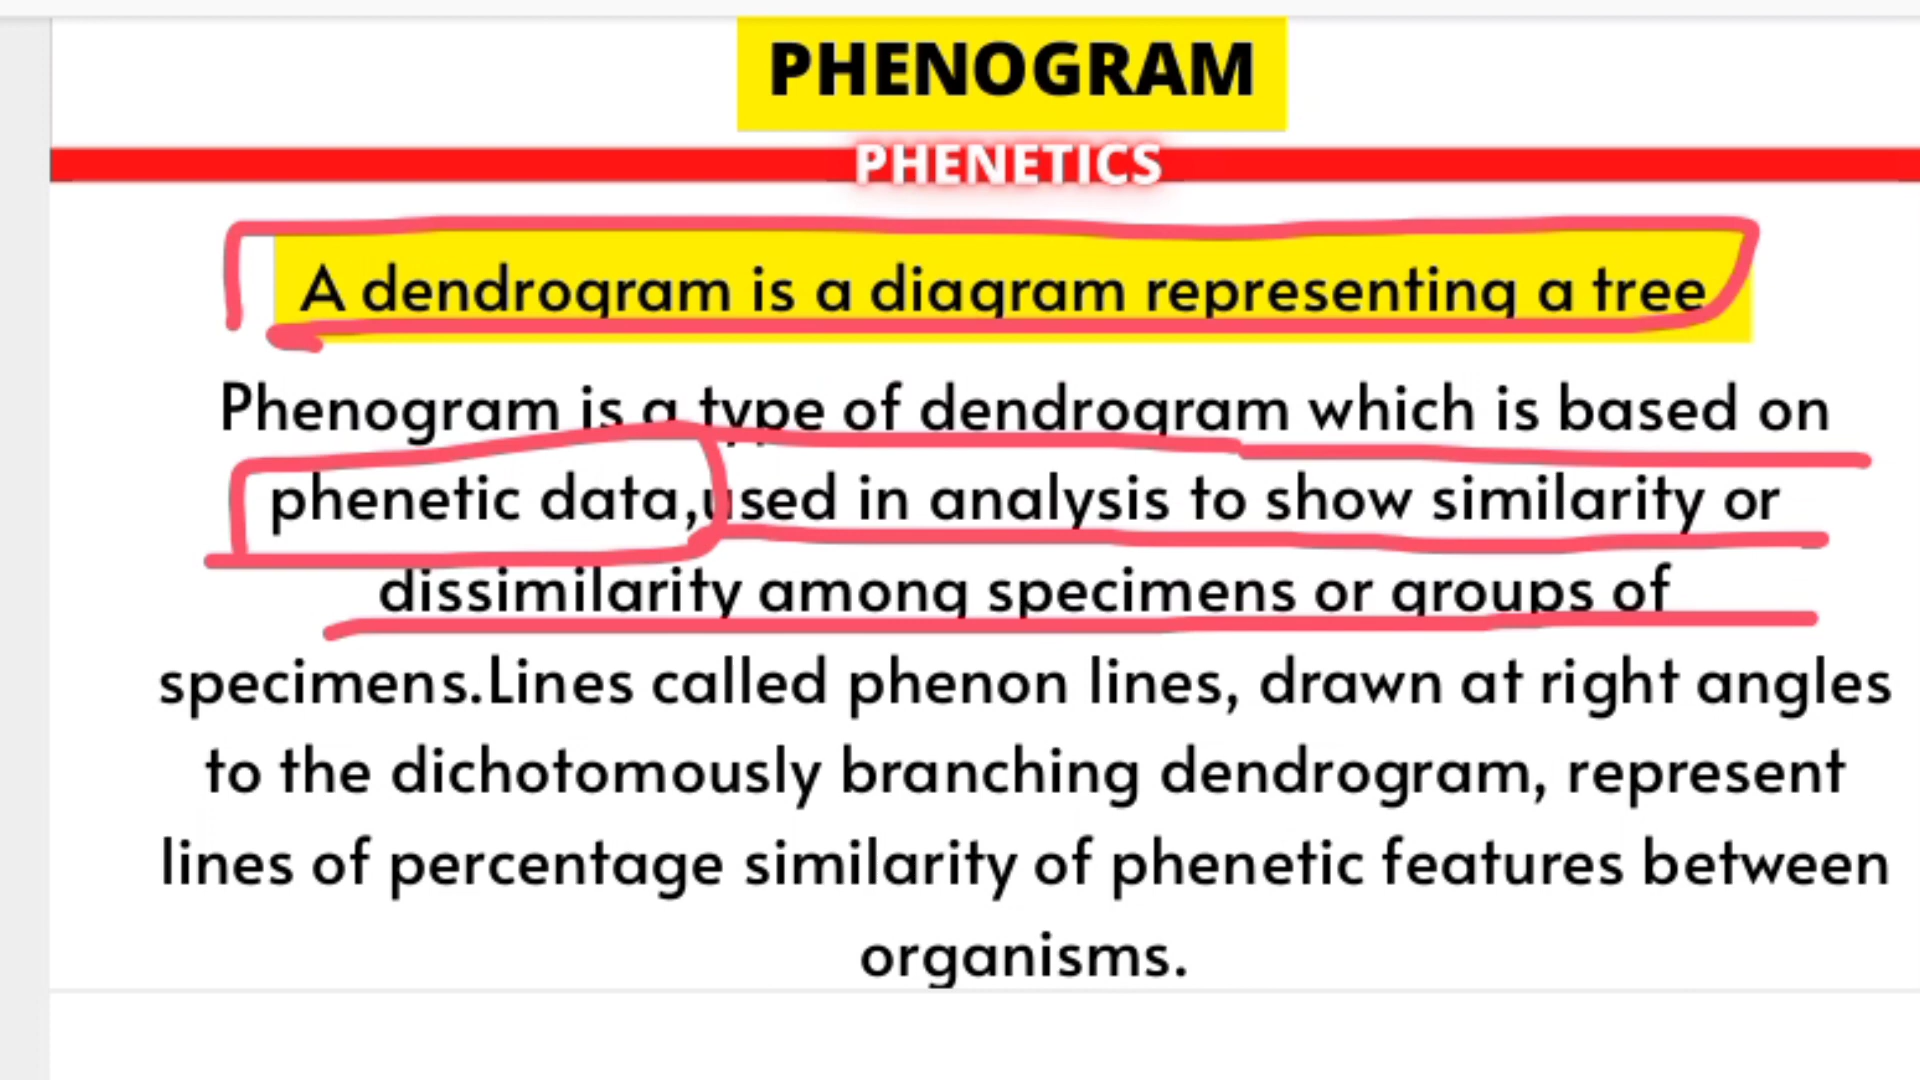 PHENOGRAM
PHENETICS
A dendrogram is a diagram representing a tree
Phenogram is a type of dendrogram which is based on
phenetic data,used in analysis to show similarity or
dissimilarity among specimens or groups of
specimens.Lines called phenon lines, drawn at right angles
to the dichotomously branching dendrogram, represent
lines of percentage similarity of phenetic features between
organisms.